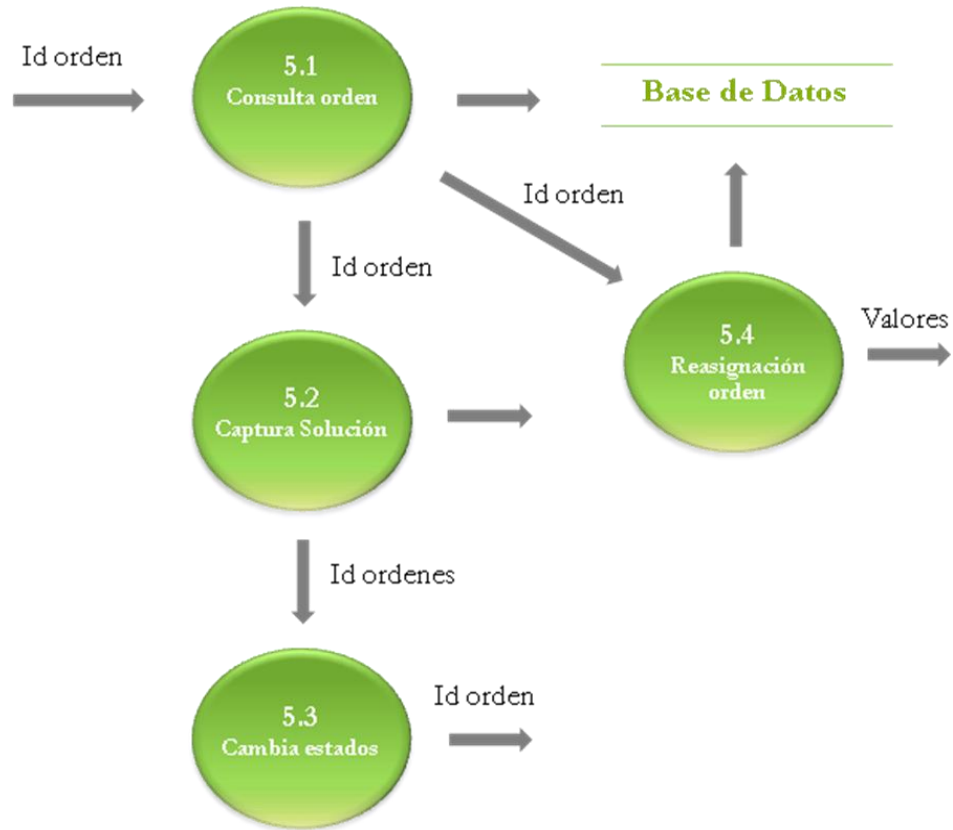 Id orden
5.1
Consulta orden
Base de Datos
Id orden
Id orden
5.4
Reasignación
orden
Valores
5.2
Captura Solución
Id ordenes
5.3
Cambia estados
Id orden